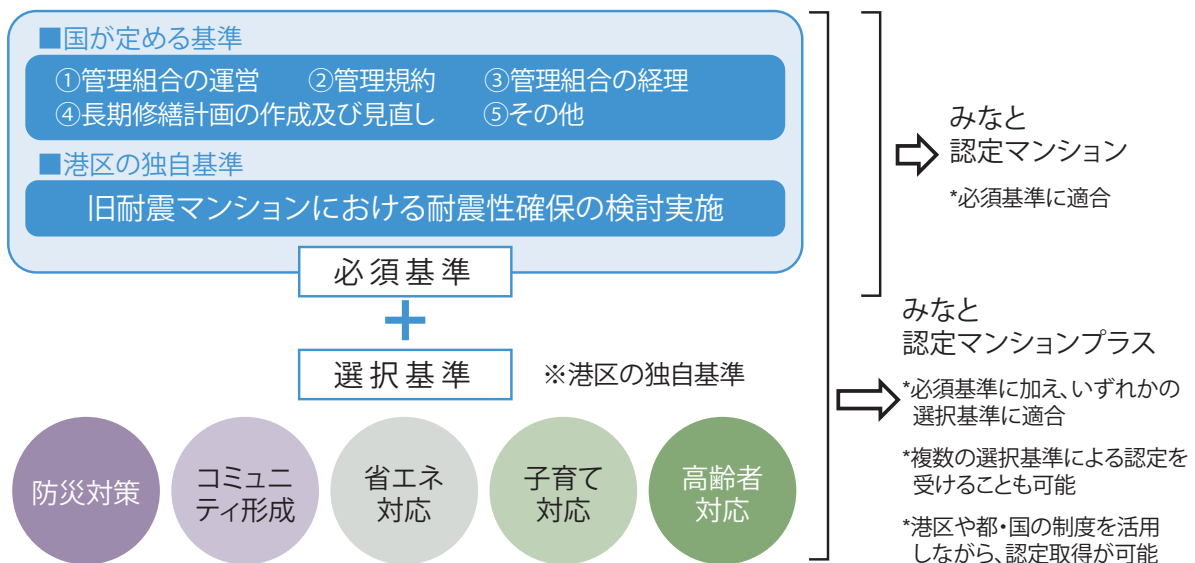 ■国が定める基準
①管理組合の運営 ②管理規約 ③管理組合の経理
④長期修繕計画の作成及び見直し ⑤その他
■港区の独自基準
旧耐震マンションにおける耐震性確保の検討実施
必須基準
+
選択基準 ※港区の独自基準
防災対策
コミュニ
ティ形成
省エネ
対応
子育て
対応
高齢者
対応
みなと
認定マンション
*必須基準に適合
みなと
認定マンションプラス
*必須基準に加え、いずれかの
選択基準に適合
*複数の選択基準による認定を
受けることも可能
*港区や都・国の制度を活用
しながら、認定取得が可能